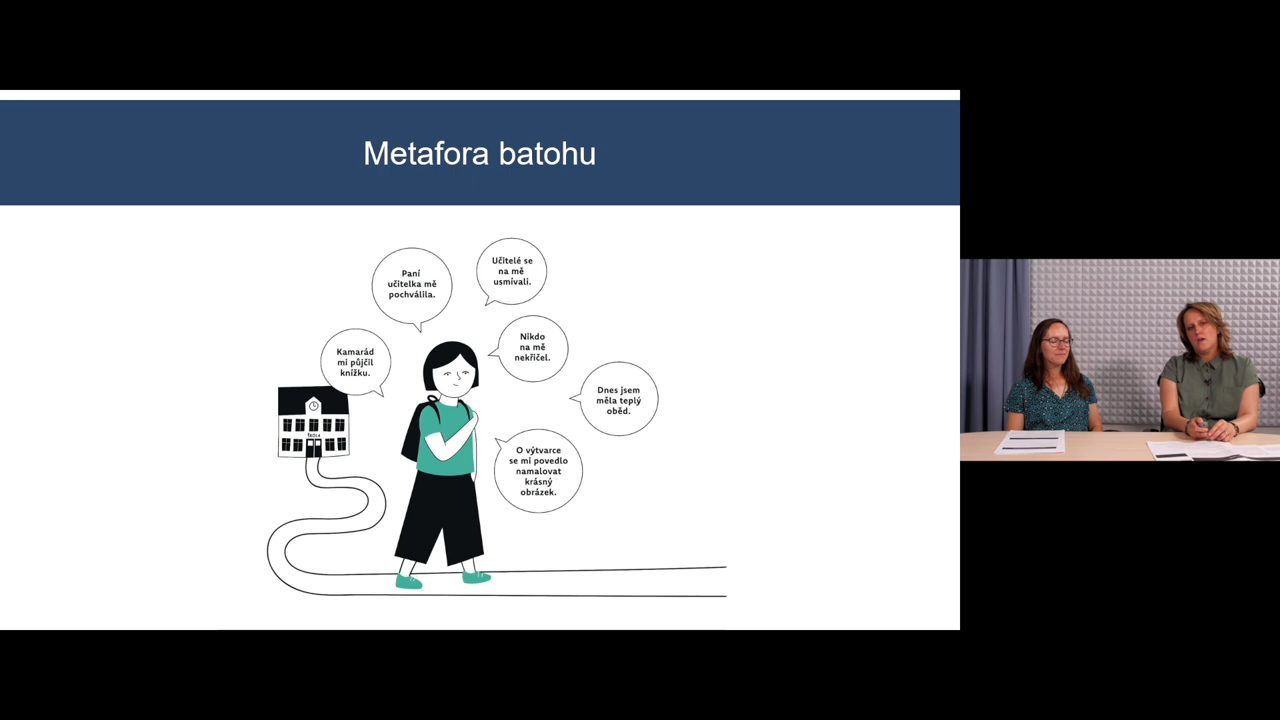 Metafora batohu
Paní
učitelka mě
pochválila.
Učitelé se
na mě
usmívali.
Kamarád
mi půjčil
knížku.
Nikdo
na mě
nekřičel.
Dnes jsem
měla teplý
oběd.
O výtvarce
se mi povedlo
namalovat
krásný
obrázek.
ŠKOLA